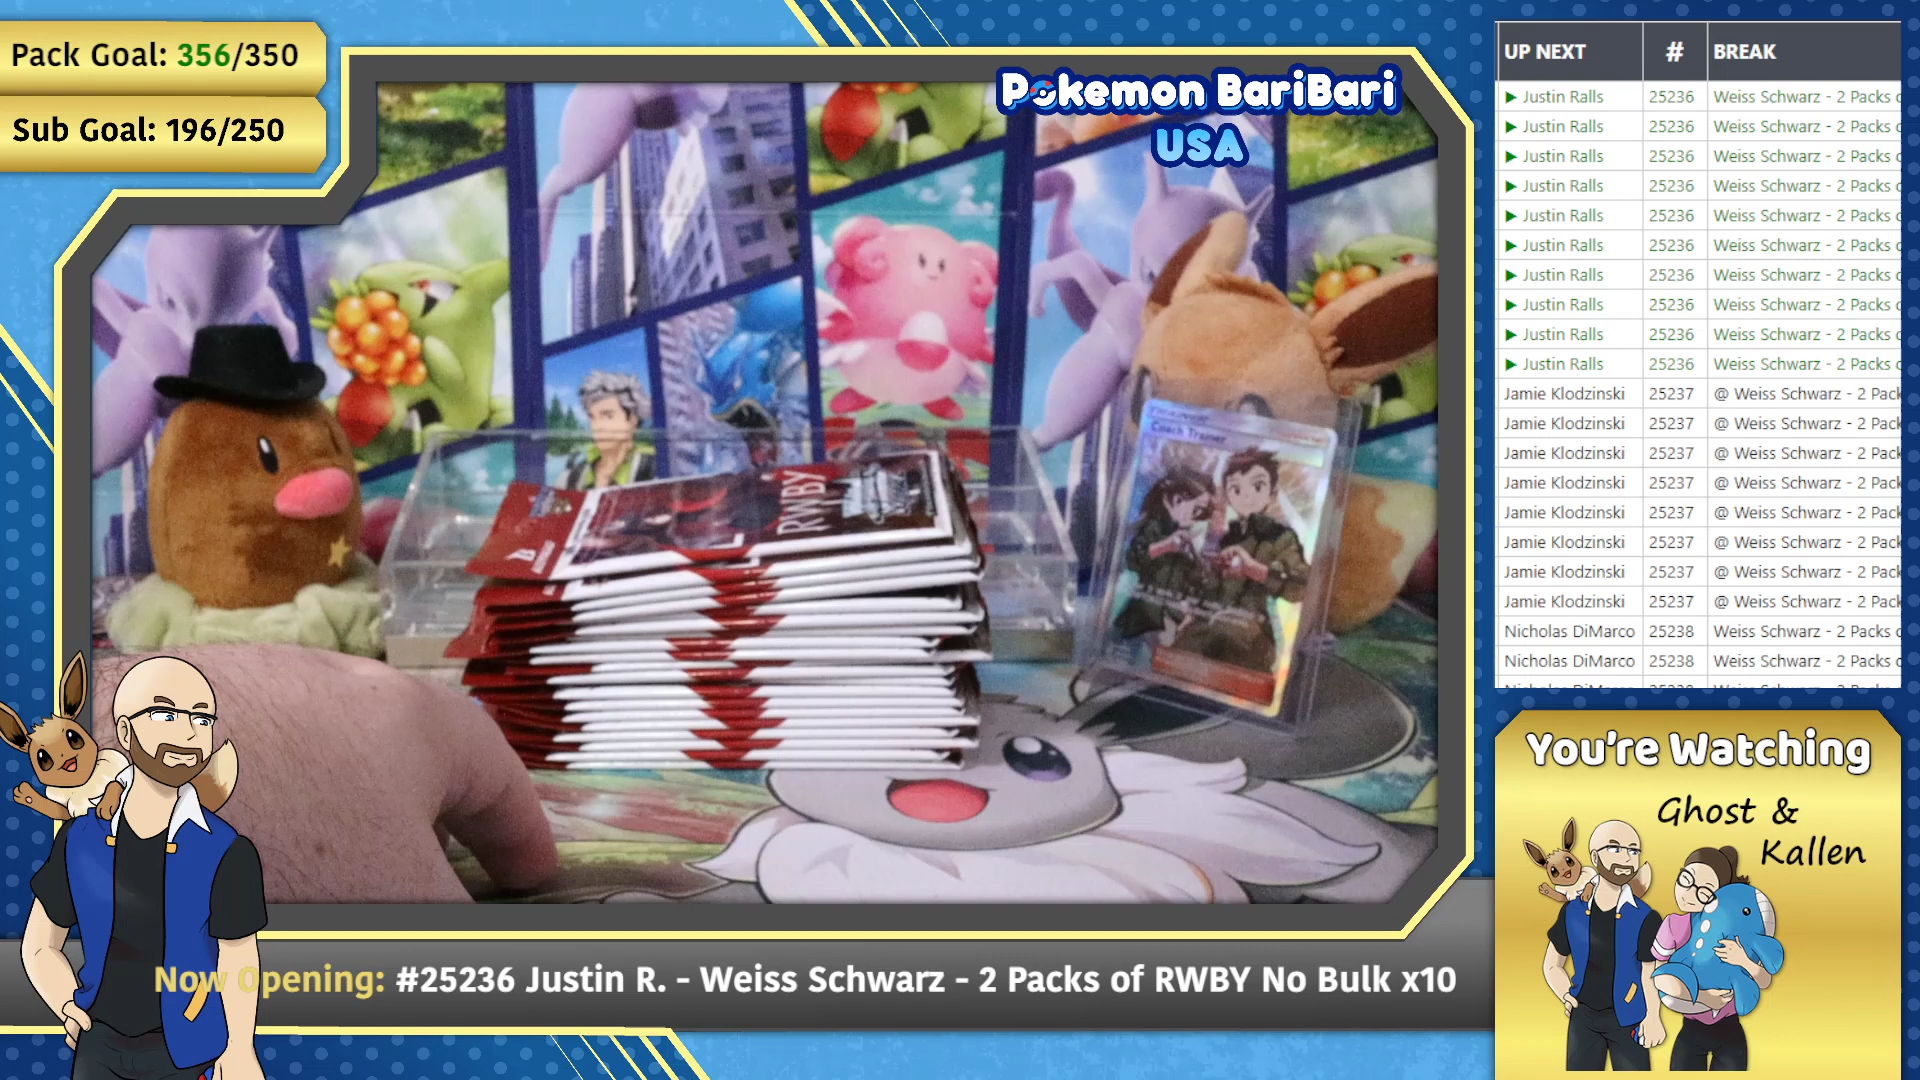 Pack Goal: 356/350
Sub Goal: 196/250
Pokemon BariBari
USA
RWBY
Coach Trainer
Now Opening: #25236 Justin R. - Weiss Schwarz - 2 Packs of RWBY No Bulk x10
UP NEXT # BREAK
▶ Justin Ralls 25236 Weiss Schwarz - 2 Packs
▶ Justin Ralls 25236 Weiss Schwarz - 2 Packs
▶ Justin Ralls 25236 Weiss Schwarz - 2 Packs
▶ Justin Ralls 25236 Weiss Schwarz - 2 Packs
▶ Justin Ralls 25236 Weiss Schwarz - 2 Packs
▶ Justin Ralls 25236 Weiss Schwarz - 2 Packs
▶ Justin Ralls 25236 Weiss Schwarz - 2 Packs
▶ Justin Ralls 25236 Weiss Schwarz - 2 Packs
▶ Justin Ralls 25236 Weiss Schwarz - 2 Packs
▶ Justin Ralls 25236 Weiss Schwarz - 2 Packs
Jamie Klodzinski 25237 @ Weiss Schwarz - 2 Pack
Jamie Klodzinski 25237 @ Weiss Schwarz - 2 Pack
Jamie Klodzinski 25237 @ Weiss Schwarz - 2 Pack
Jamie Klodzinski 25237 @ Weiss Schwarz - 2 Pack
Jamie Klodzinski 25237 @ Weiss Schwarz - 2 Pack
Jamie Klodzinski 25237 @ Weiss Schwarz - 2 Pack
Jamie Klodzinski 25237 @ Weiss Schwarz - 2 Pack
Jamie Klodzinski 25237 @ Weiss Schwarz - 2 Pack
Nicholas DiMarco 25238 Weiss Schwarz - 2 Packs
Nicholas DiMarco 25238 Weiss Schwarz - 2 Packs
You're Watching
Ghost &
Kallen